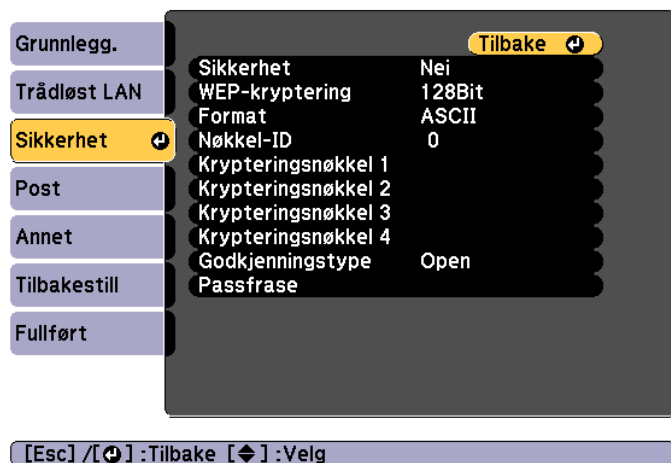 Grunnlegg.
Trådløst LAN
Sikkerhet
Post
Annet
Tilbakestill
Fullført
Tilbake
Sikkerhet Nei
WEP-kryptering 128Bit
Format ASCII
Nøkkel-ID 0
Krypteringsnøkkel 1
Krypteringsnøkkel 2
Krypteringsnøkkel 3
Krypteringsnøkkel 4
Godkjenningstype Open
Passfrase
[Esc] /[⏎] :Tilbake [◆] :Velg